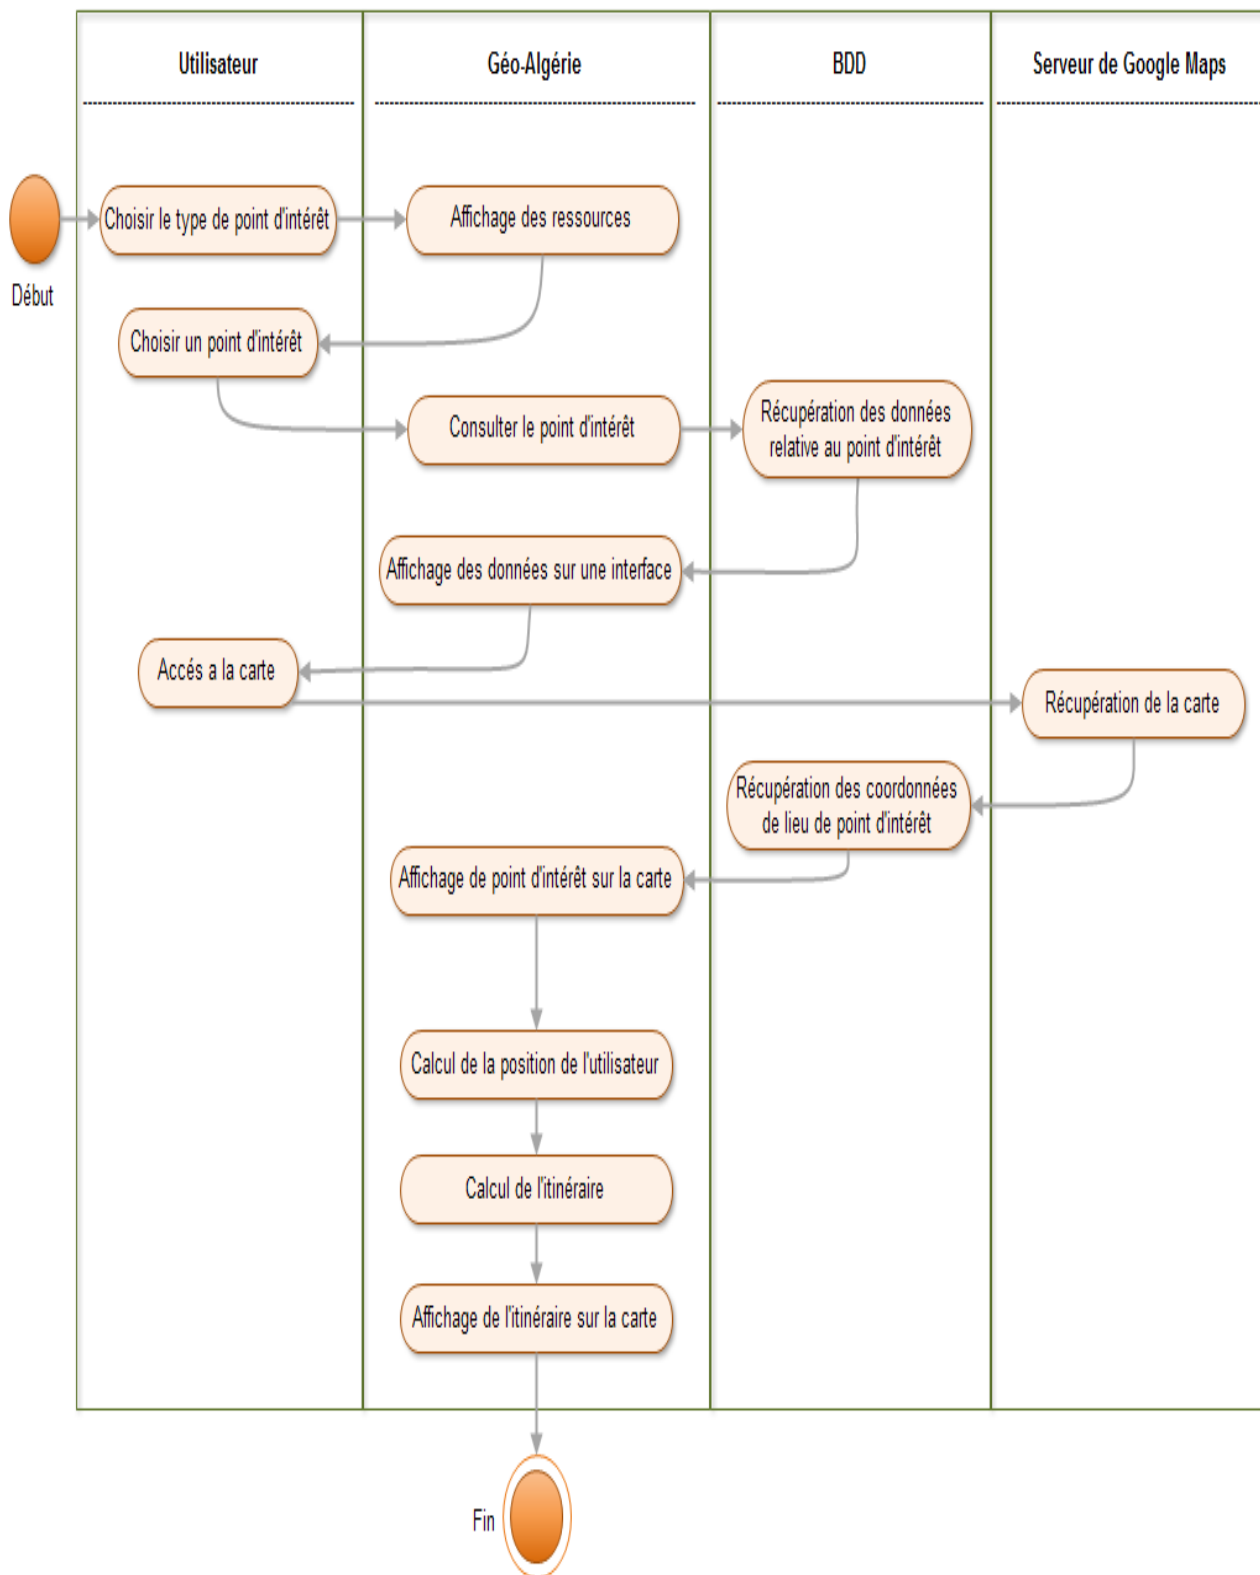 Utilisateur
Géo-Algérie
BDD
Serveur de Google Maps
Choisir le type de point d'intérêt
Affichage des ressources
Début
Choisir un point d'intérêt
Consulter le point d'intérêt
Récupération des données
relative au point d'intérêt
Affichage des données sur une interface
Accés a la carte
Récupération de la carte
Récupération des coordonnées
de lieu de point d'intérêt
Affichage de point d'intérêt sur la carte
Calcul de la position de l'utilisateur
Calcul de l'itinéraire
Affichage de l'itinéraire sur la carte
Fin